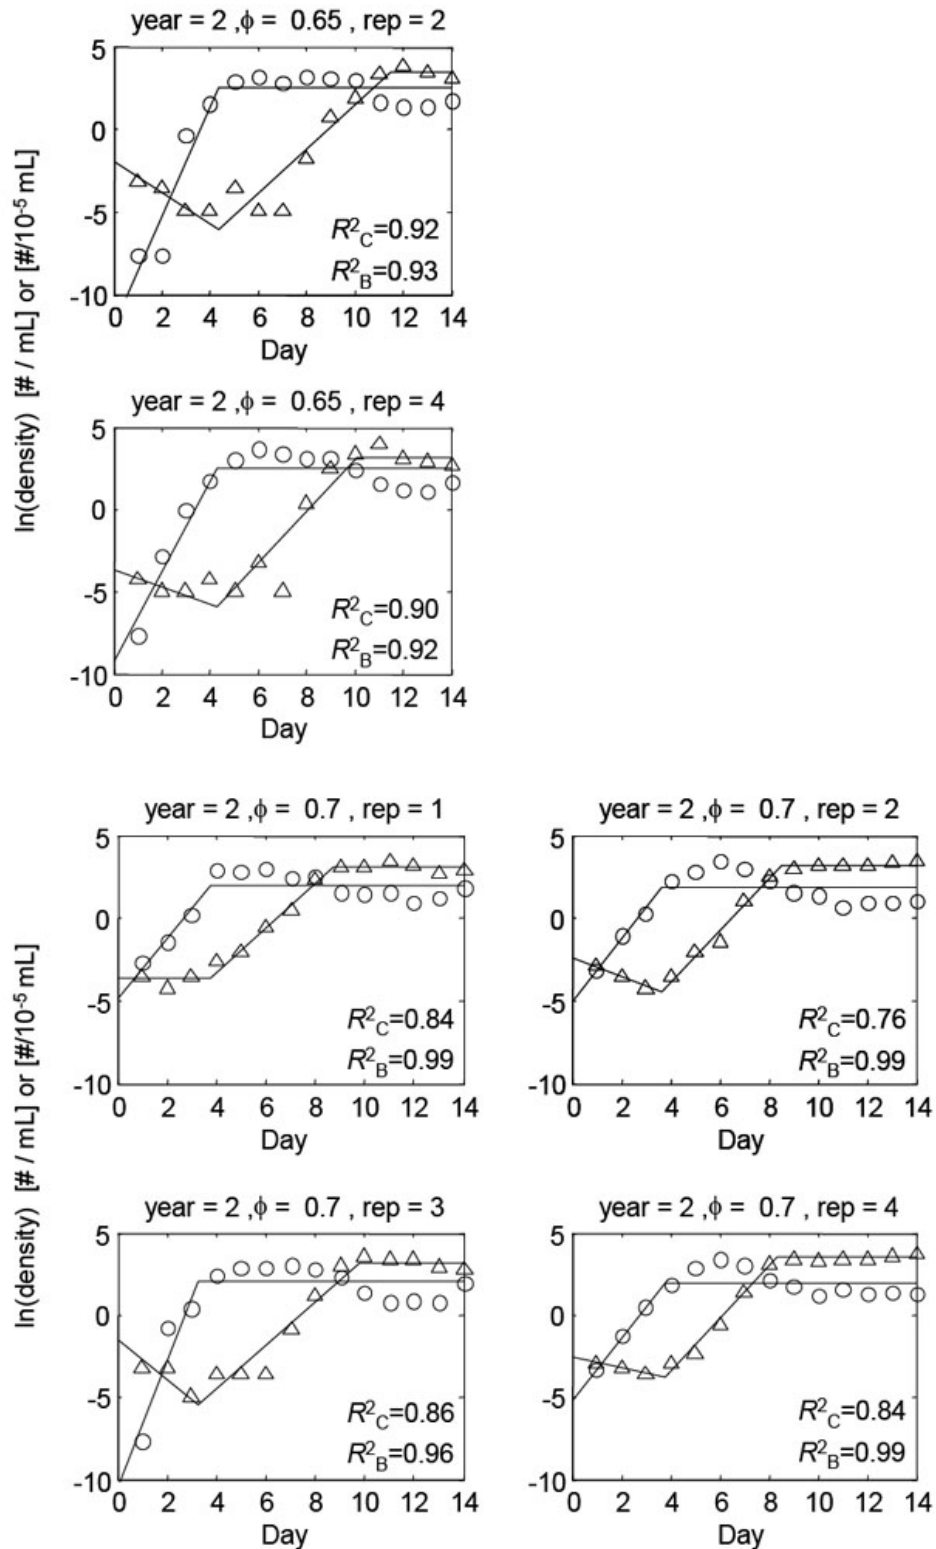 year = 2 ,ϕ = 0.65 , rep = 2
5
0
-5
-10
R²C=0.92
R²B=0.93
0 2 4 6 8 10 12 14
Day
year = 2 ,ϕ = 0.65 , rep = 4
5
0
-5
-10
R²C=0.90
R²B=0.92
0 2 4 6 8 10 12 14
Day
ln(density) [# / mL] or [#/10-5 mL]
year = 2 ,ϕ = 0.7 , rep = 1
5
0
-5
-10
R²C=0.84
R²B=0.99
0 2 4 6 8 10 12 14
Day
year = 2 ,ϕ = 0.7 , rep = 2
5
0
-5
-10
R²C=0.76
R²B=0.99
0 2 4 6 8 10 12 14
Day
year = 2 ,ϕ = 0.7 , rep = 3
5
0
-5
-10
R²C=0.86
R²B=0.96
0 2 4 6 8 10 12 14
Day
year = 2 ,ϕ = 0.7 , rep = 4
5
0
-5
-10
R²C=0.84
R²B=0.99
0 2 4 6 8 10 12 14
Day
ln(density) [# / mL] or [#/10-5 mL]